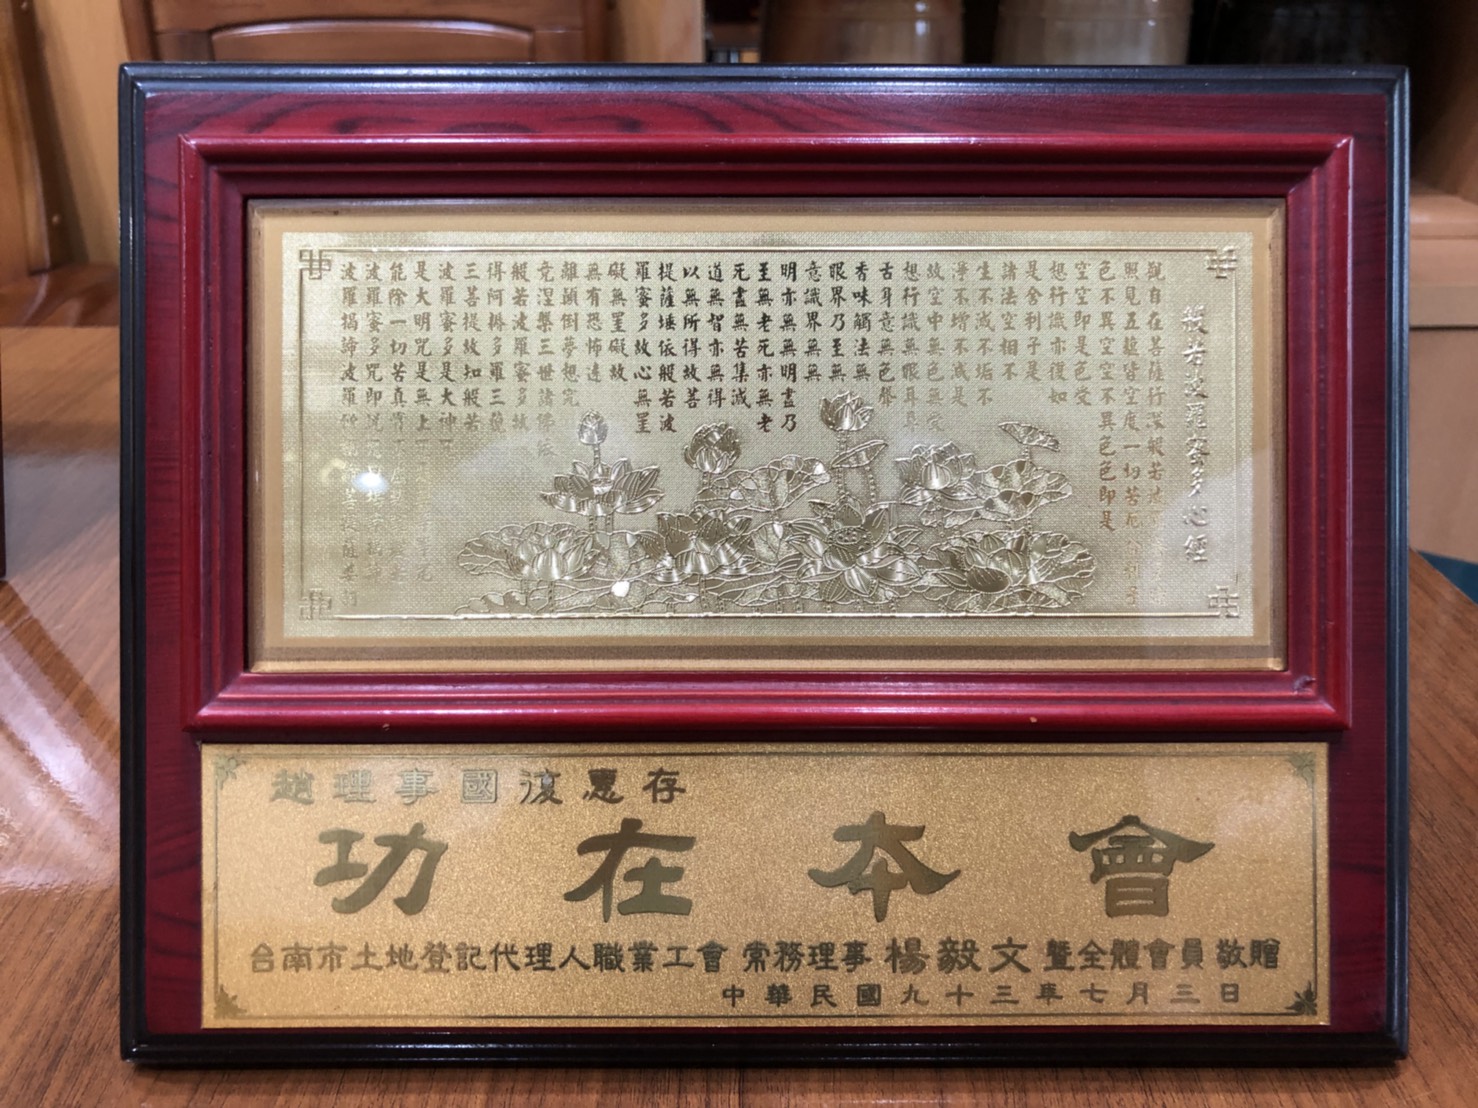 般若波羅蜜多心經
觀自在菩薩行深般若波
照見五蘊皆空度一切苦厄
色不異空空不異色色即是
空空即是色受
想行識亦復如
是舍利子是
諸法空相不
生不滅不垢不
淨不增不減是
故空中無色無受
想行識無眼耳鼻
舌身意無色聲
香味觸法無
眼界乃至無
意識界無無
明亦無無明盡乃
至無老死亦無老
死盡無苦集滅
道無智亦無得
以無所得故菩
提薩埵依般若波
羅蜜多故心無罣
礙無罣礙故
無有恐怖遠
離顛倒夢想究
竟涅槃三世諸佛依
般若波羅蜜多故
得阿耨多羅三藐
三菩提故知般若
波羅蜜多是大神
是大明咒是無上
能除一切苦真實
波羅蜜多咒即說
波羅揭諦波羅僧 菩提薩婆訶
趙理事國復惠存
功在本會
台南市土地登記代理人職業工會 常務理事 楊毅文 暨全體會員 敬贈
中華民國九十三年七月三日